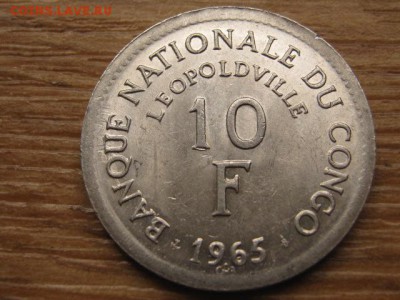 BANQUE NATIONALE DU CONGO
LEOPOLDVILLE
10
F
1965